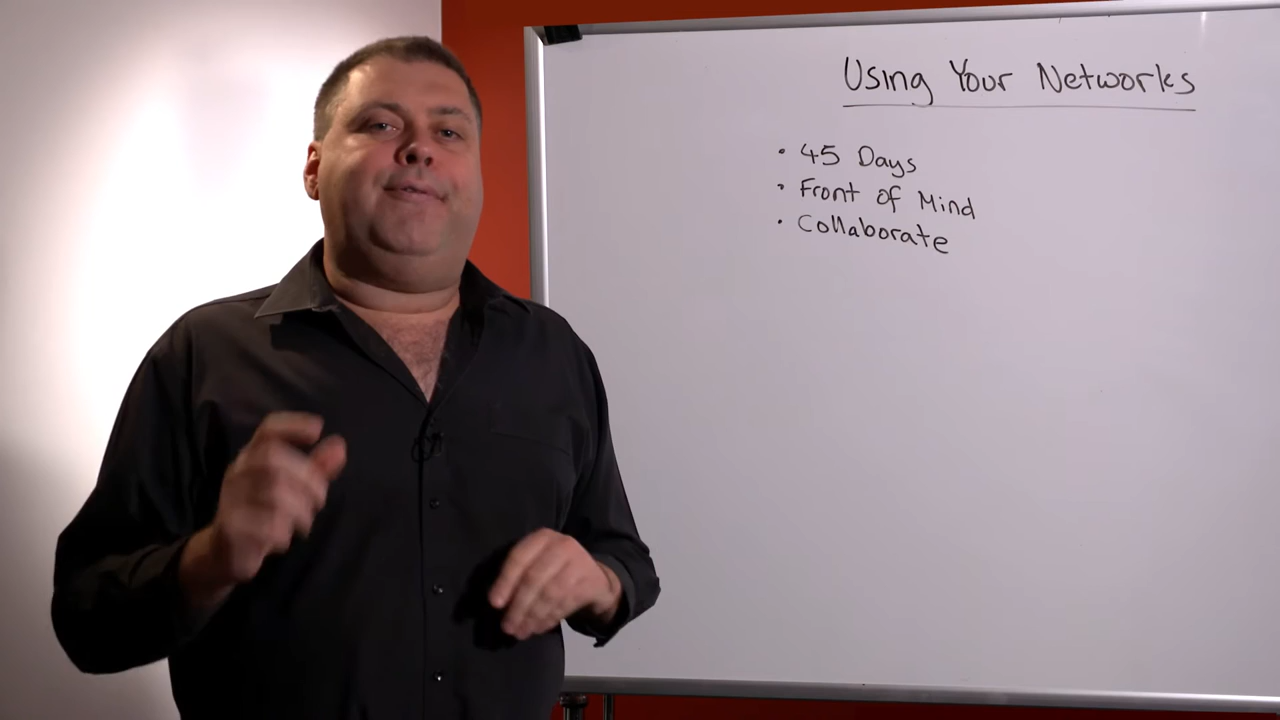 Using Your Networks
• 45 Days
• Front of Mind
• Collaborate